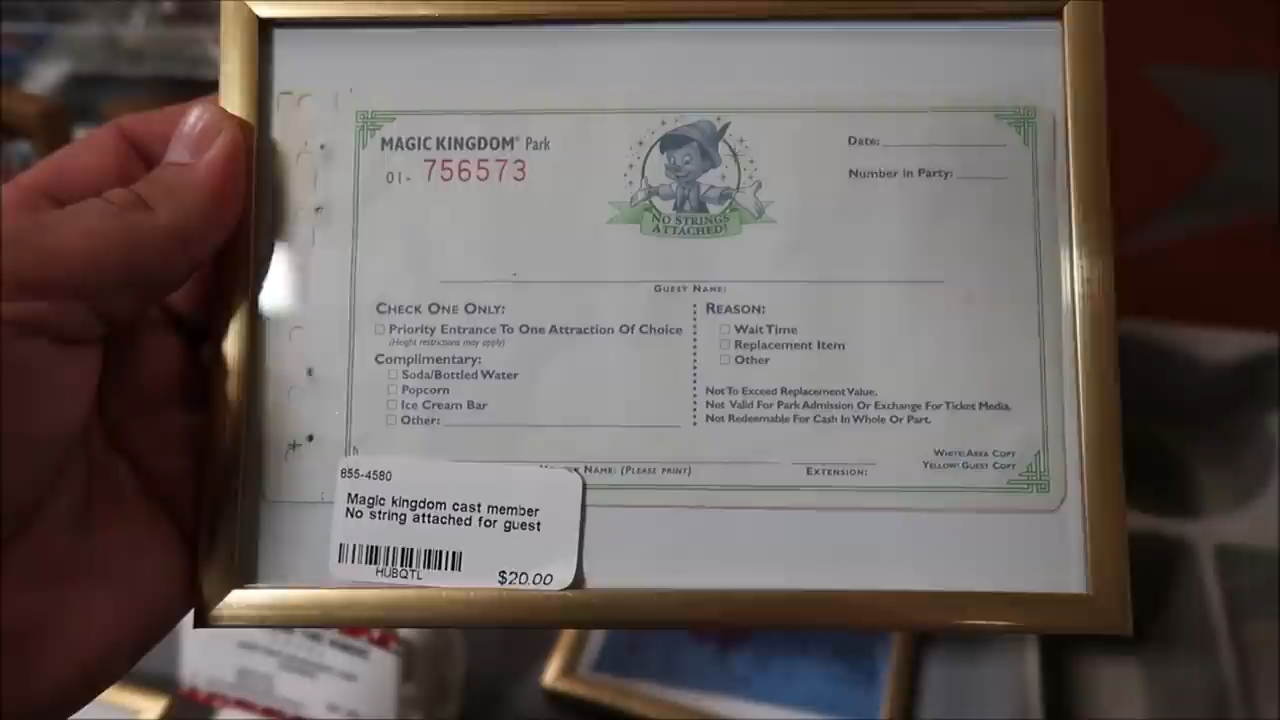 MAGIC KINGDOM® Park
01- 756573
NO STRINGS
ATTACHED!
Date:
Number in Party:
GUEST NAME:
CHECK ONE ONLY:
Priority Entrance To One Attraction Of Choice
(Height restrictions may apply)
Complimentary:
Soda/Bottled Water
Popcorn
Ice Cream Bar
Other:
REASON:
Wait Time
Replacement Item
Other
Not To Exceed Replacement Value.
Not Valid For Park Admission Or Exchange For Ticket Media.
Not Redeemable For Cash In Whole Or Part.
NAME: (PLEASE PRINT)
EXTENSION:
WHITE: AREA COPY
YELLOW: GUEST COPY
855-4580
Magic kingdom cast member
No string attached for guest
HUBQTL
$20.00